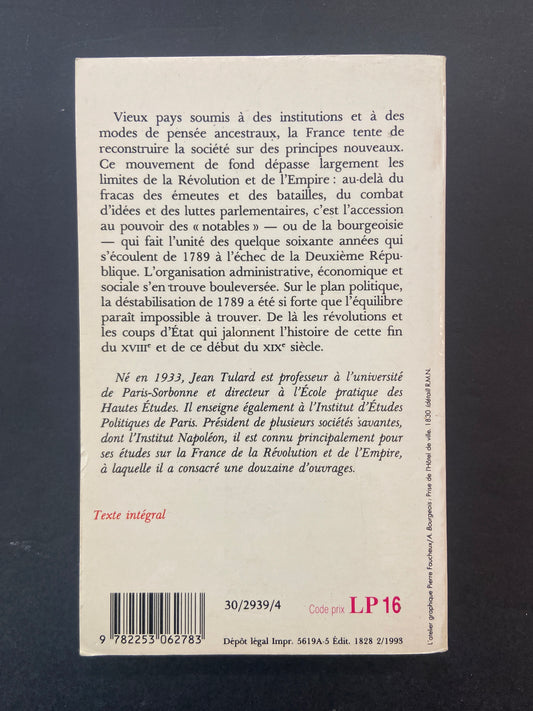 Vieux pays soumis à des institutions et à des
modes de pensée ancestraux, la France tente de
reconstruire la société sur des principes nouveaux.
Ce mouvement de fond dépasse largement les
limites de la Révolution et de l'Empire : au-delà du
fracas des émeutes et des batailles, du combat
d'idées et des luttes parlementaires, c'est l'accession
au pouvoir des « notables » — ou de la bourgeoisie
— qui fait l'unité des quelque soixante années qui
s'écoulent de 1789 à l'échec de la Deuxième Répu-
blique. L'organisation administrative, économique et
sociale s'en trouve bouleversée. Sur le plan politique,
la déstabilisation de 1789 a été si forte que l'équilibre
paraît impossible à trouver. De là les révolutions et
les coups d'État qui jalonnent l'histoire de cette fin
du XVIIIe et de ce début du XIXe siècle.
Né en 1933, Jean Tulard est professeur à l'université
de Paris-Sorbonne et directeur à l'École pratique des
Hautes Études. Il enseigne également à l'Institut d'Études
Politiques de Paris. Président de plusieurs sociétés savantes,
dont l'Institut Napoléon, il est connu principalement pour
ses études sur la France de la Révolution et de l'Empire,
à laquelle il a consacré une douzaine d'ouvrages.
Texte intégral
30/2939/4
Code prix LP 16
9 782253 062783
Dépôt légal Impr. 5619A-5 Édit. 1828 2/1993
L'atelier graphique Pierre Faucheux/A. Bourgeois. Prise de l'Hôtel de ville. 1830 (détail) R.M.N.